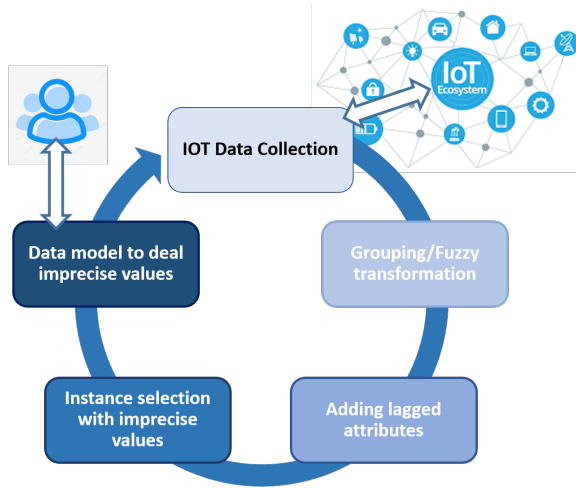 IoT
Ecosystem
IOT Data Collection
Grouping/Fuzzy
transformation
Adding lagged
attributes
Instance selection
with imprecise
values
Data model to deal
imprecise values